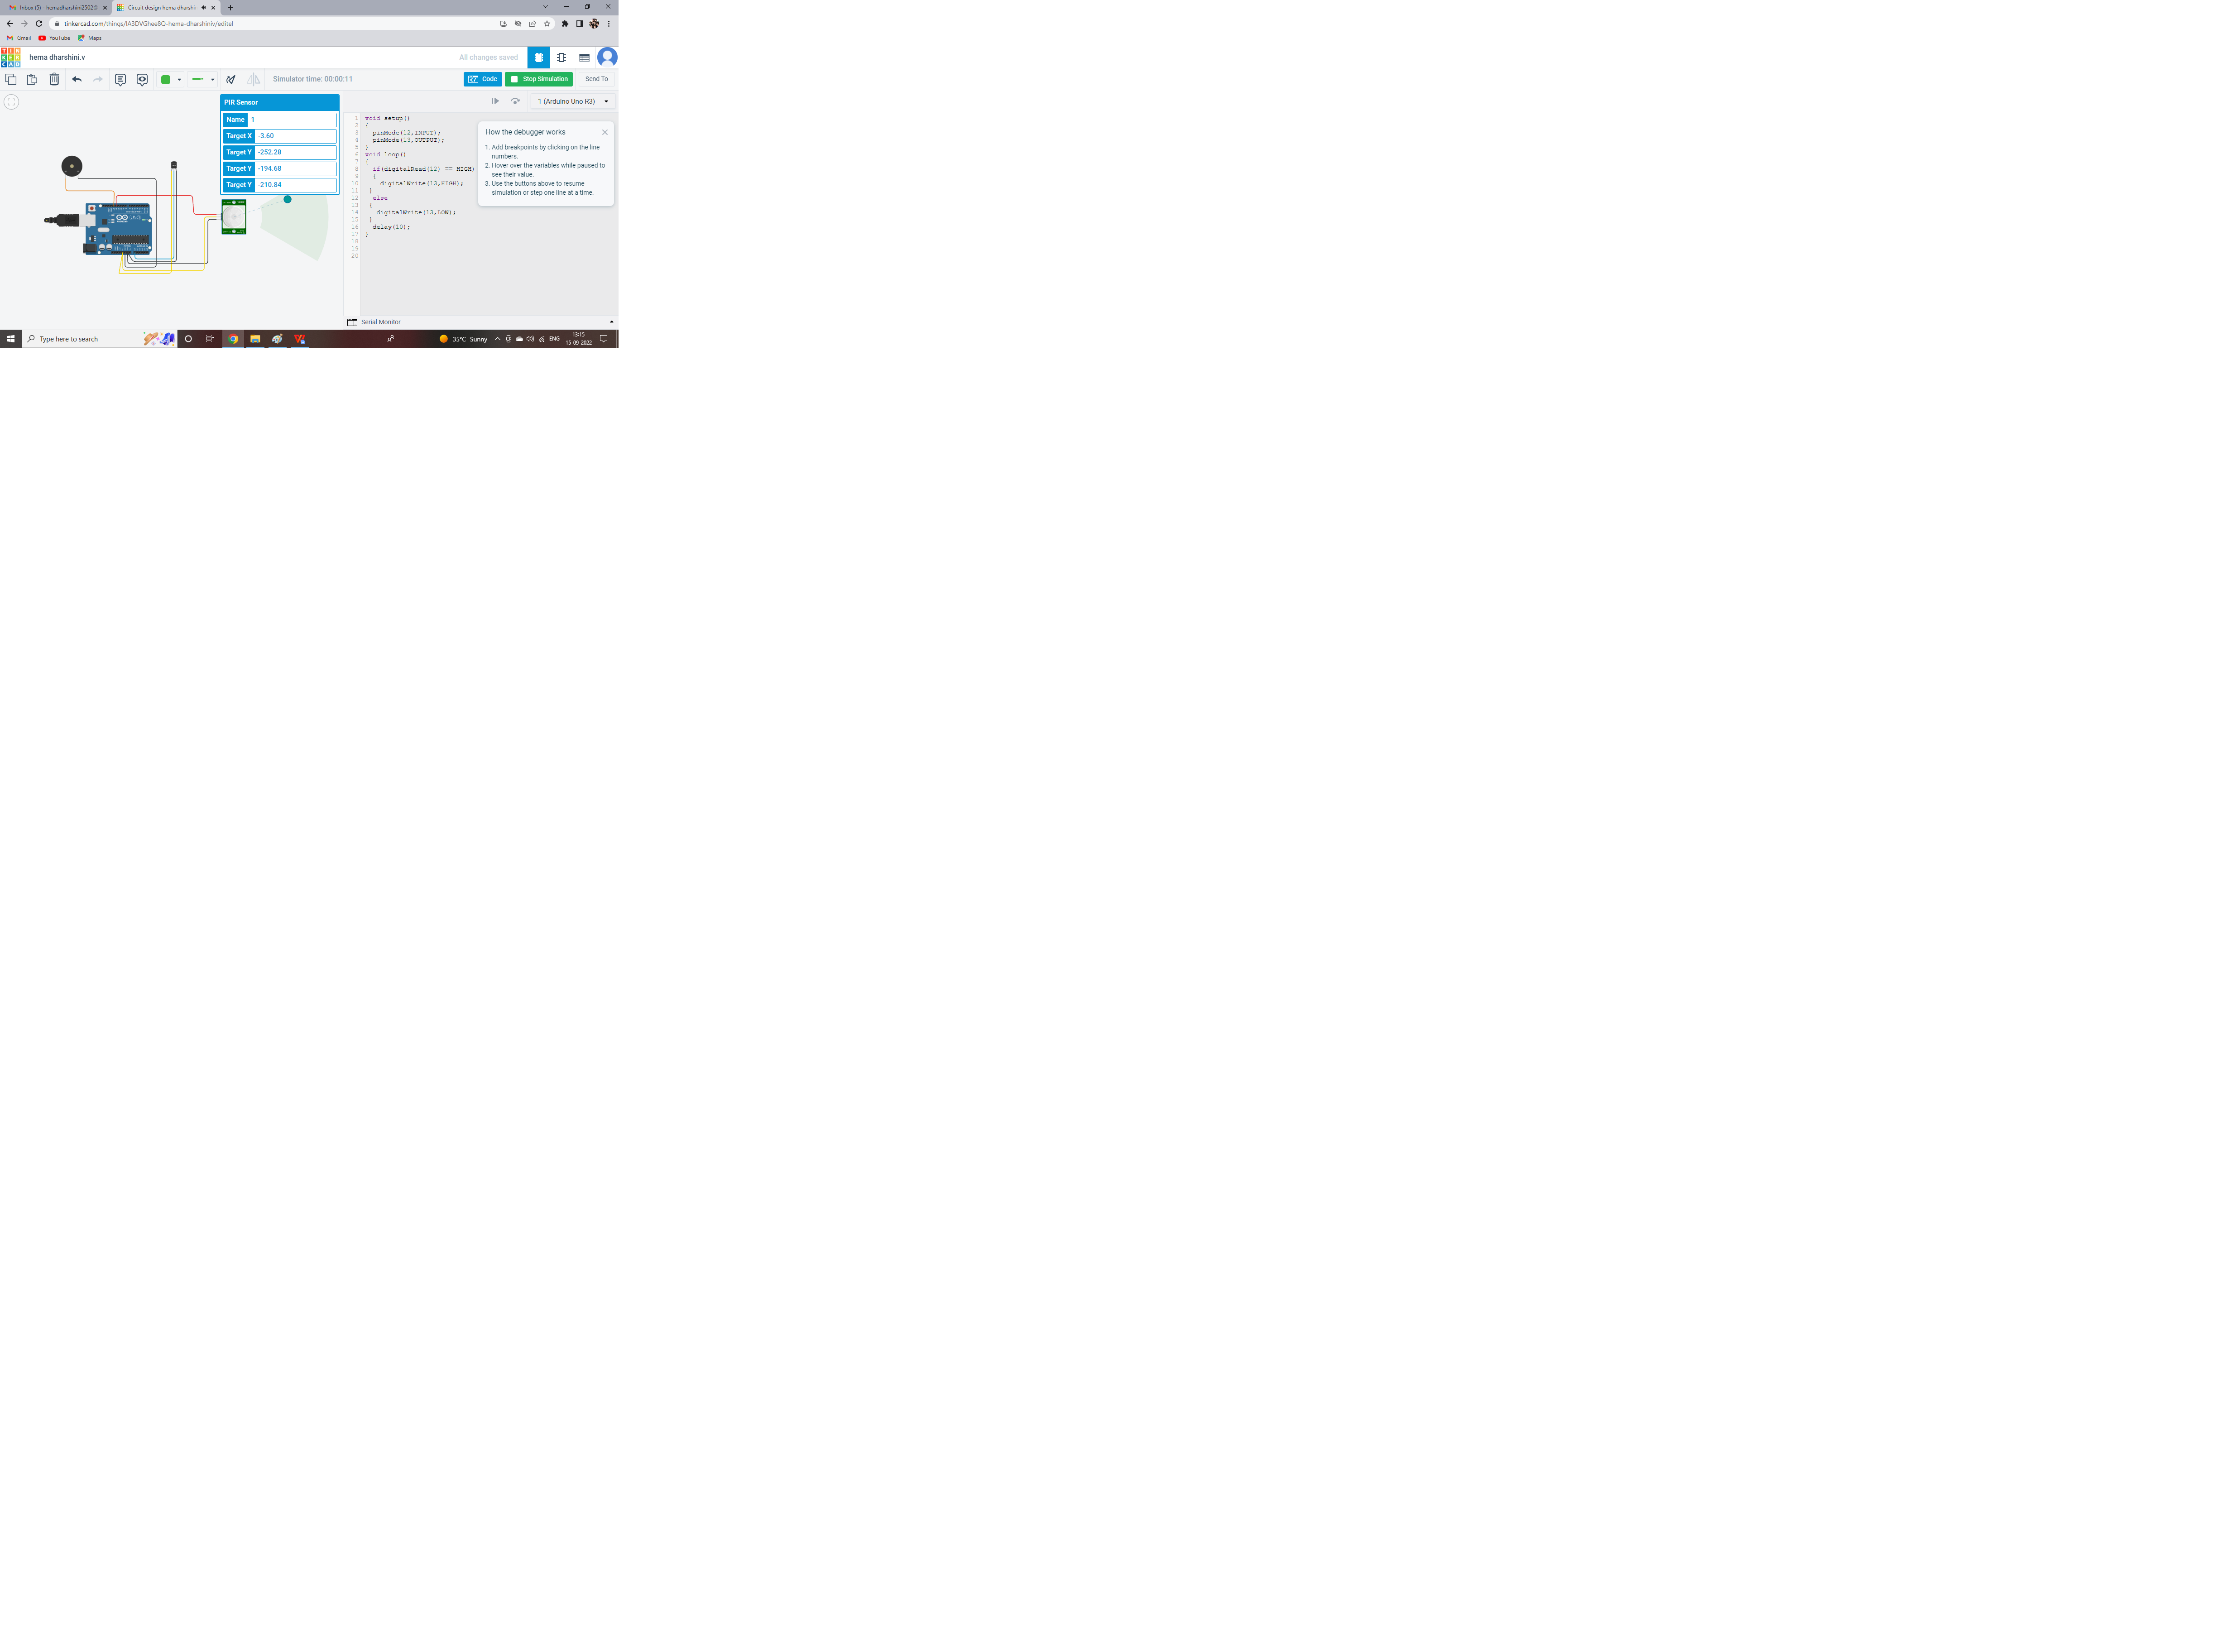 Inbox (5) - hemadharshini2502@
Circuit design hema dharshi
tinkercad.com/things/lA3DVGhee8Q-hema-dharshiniv/editel
Gmail YouTube Maps
TIN
KER
CAD
hema dharshini.v
All changes saved
Simulator time: 00:00:11
Code
Stop Simulation
Send To
1 (Arduino Uno R3)
PIR Sensor
Name 1
Target X -3.60
Target Y -252.28
Target Y -194.68
Target Y -210.84
1 void setup()
2 {
3 pinMode(12,INPUT);
4 pinMode(13,OUTPUT);
5 }
6 void loop()
7 {
8 if(digitalRead(12) == HIGH)
9 {
10 digitalWrite(13,HIGH);
11 }
12 else
13 {
14 digitalWrite(13,LOW);
15 }
16 delay(10);
17 }
18
19
20
How the debugger works
1. Add breakpoints by clicking on the line
numbers.
2. Hover over the variables while paused to
see their value.
3. Use the buttons above to resume
simulation or step one line at a time.
UNO
Serial Monitor
Type here to search
35°C Sunny
ENG
13:15
15-09-2022